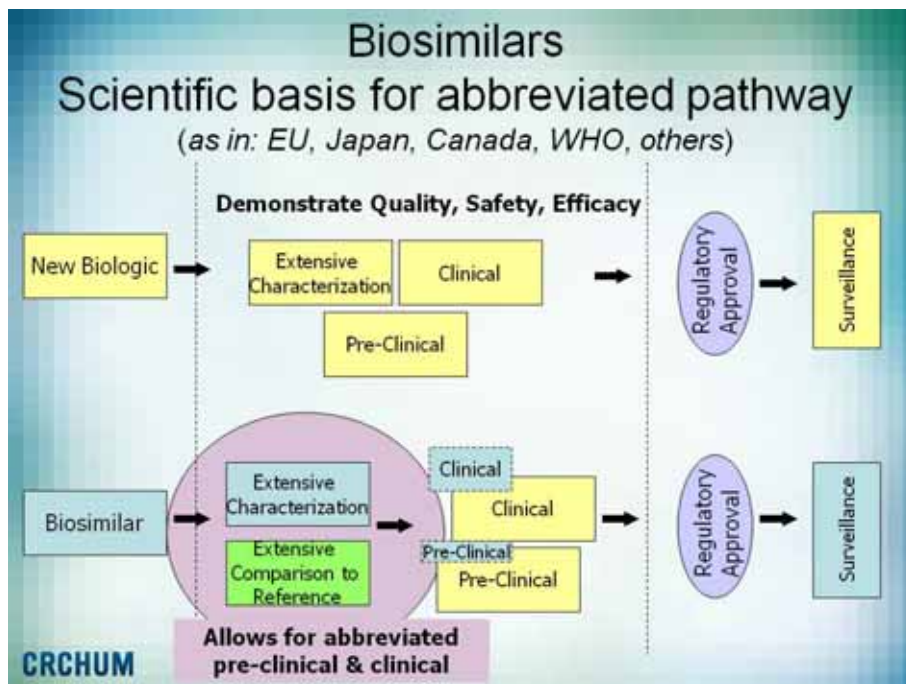 Biosimilars
Scientific basis for abbreviated pathway
(as in: EU, Japan, Canada, WHO, others)
Demonstrate Quality, Safety, Efficacy
New Biologic
Extensive
Characterization
Clinical
Pre-Clinical
Regulatory
Approval
Surveillance
Biosimilar
Extensive
Characterization
Extensive
Comparison to
Reference
Clinical
Clinical
Pre-Clinical
Pre-Clinical
Regulatory
Approval
Surveillance
Allows for abbreviated
pre-clinical & clinical
CRCHUM